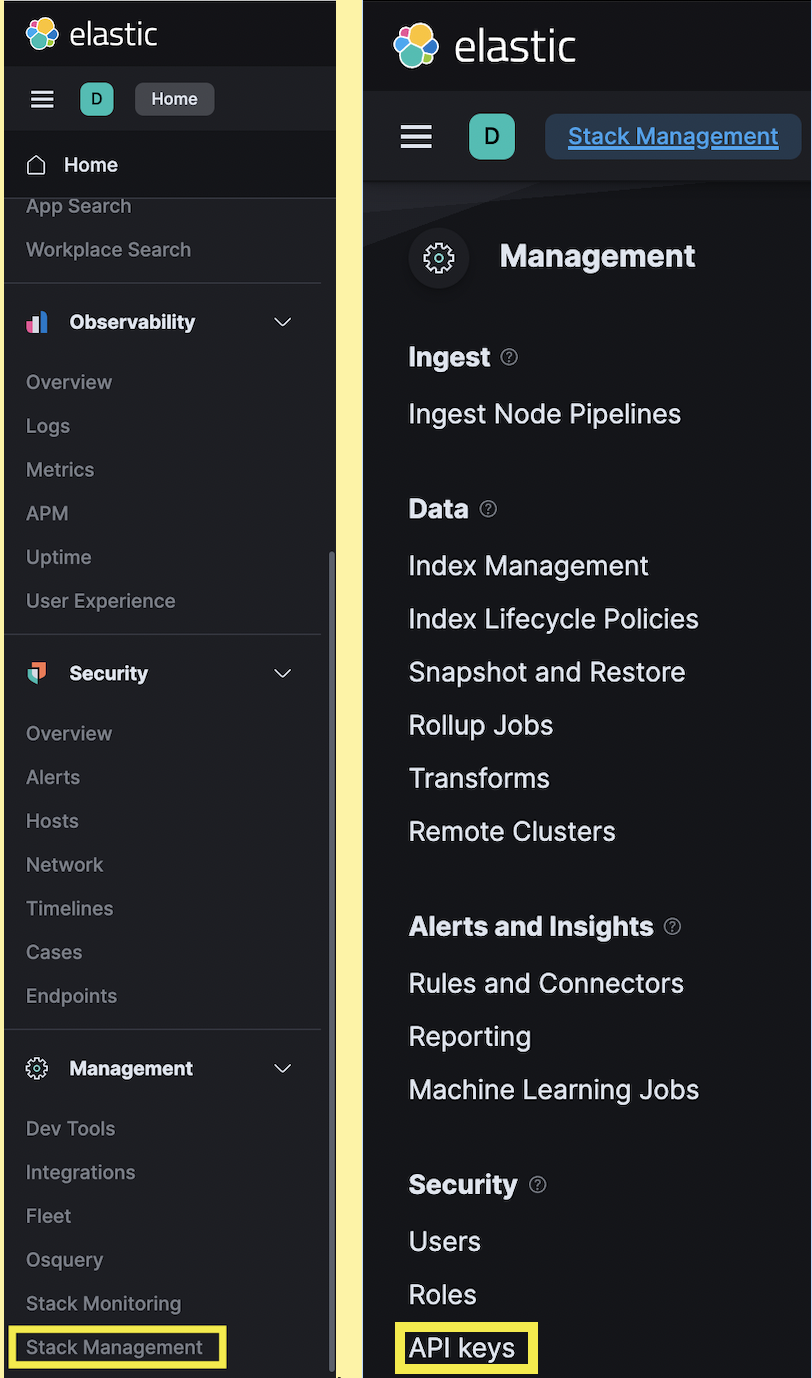 elastic
D
Home
Home
App Search
Workplace Search
Observability
Overview
Logs
Metrics
APM
Uptime
User Experience
Security
Overview
Alerts
Hosts
Network
Timelines
Cases
Endpoints
Management
Dev Tools
Integrations
Fleet
Osquery
Stack Monitoring
Stack Management
elastic
D
Stack Management
Management
Ingest ?
Ingest Node Pipelines
Data ?
Index Management
Index Lifecycle Policies
Snapshot and Restore
Rollup Jobs
Transforms
Remote Clusters
Alerts and Insights ?
Rules and Connectors
Reporting
Machine Learning Jobs
Security ?
Users
Roles
API keys